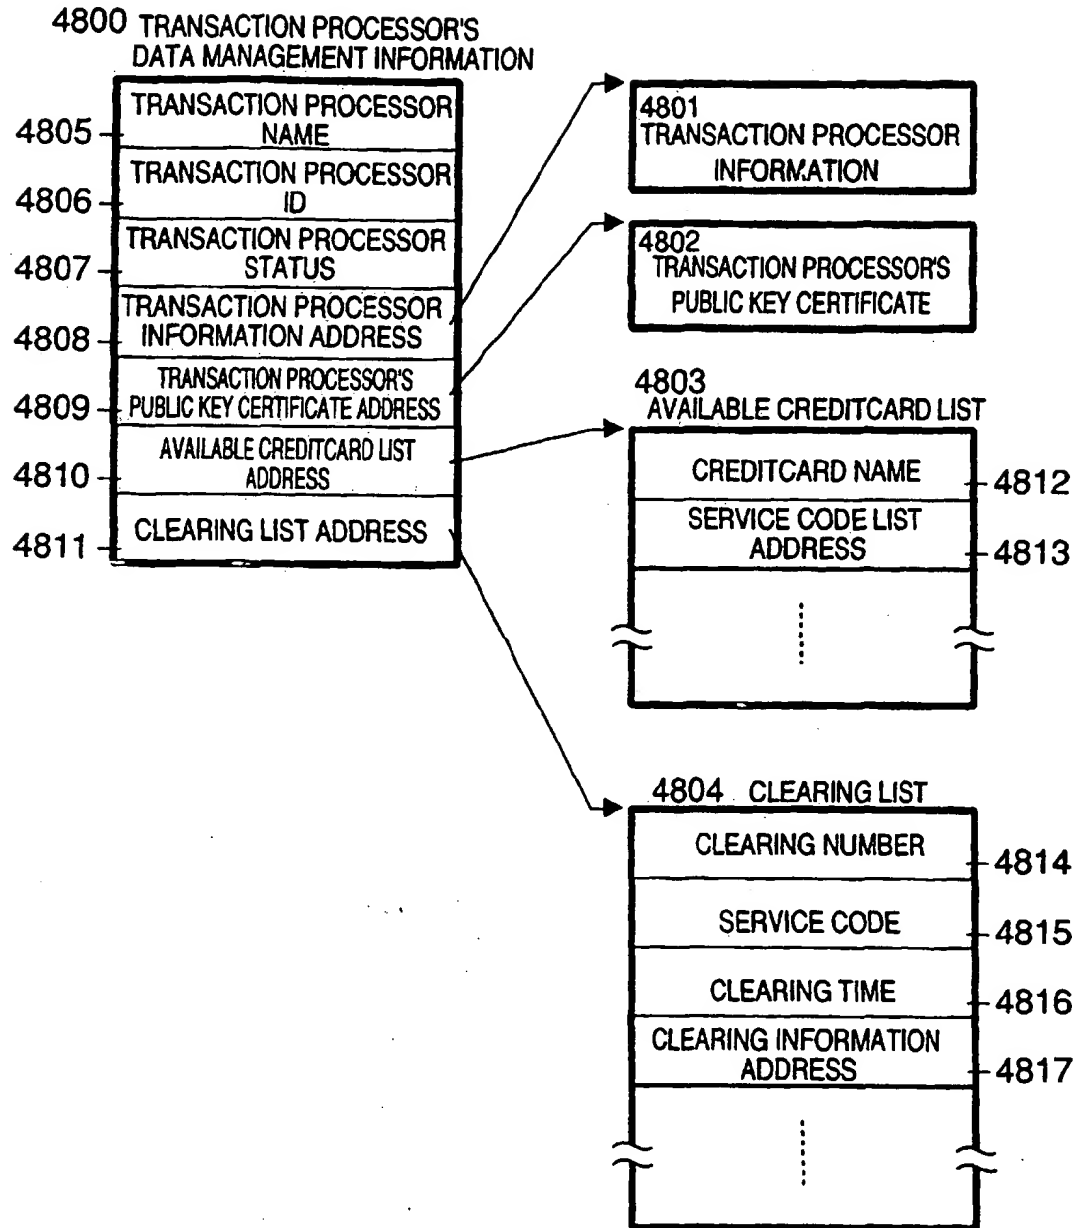 4800 TRANSACTION PROCESSOR'S
DATA MANAGEMENT INFORMATION
4805
TRANSACTION PROCESSOR
NAME
4806
TRANSACTION PROCESSOR
ID
4807
TRANSACTION PROCESSOR
STATUS
4808
TRANSACTION PROCESSOR
INFORMATION ADDRESS
4809
TRANSACTION PROCESSOR'S
PUBLIC KEY CERTIFICATE ADDRESS
4810
AVAILABLE CREDITCARD LIST
ADDRESS
4811
CLEARING LIST ADDRESS
4801
TRANSACTION PROCESSOR
INFORMATION
4802
TRANSACTION PROCESSOR'S
PUBLIC KEY CERTIFICATE
4803
AVAILABLE CREDITCARD LIST
CREDITCARD NAME
4812
SERVICE CODE LIST
ADDRESS
4813
4804 CLEARING LIST
CLEARING NUMBER
4814
SERVICE CODE
4815
CLEARING TIME
4816
CLEARING INFORMATION
ADDRESS
4817